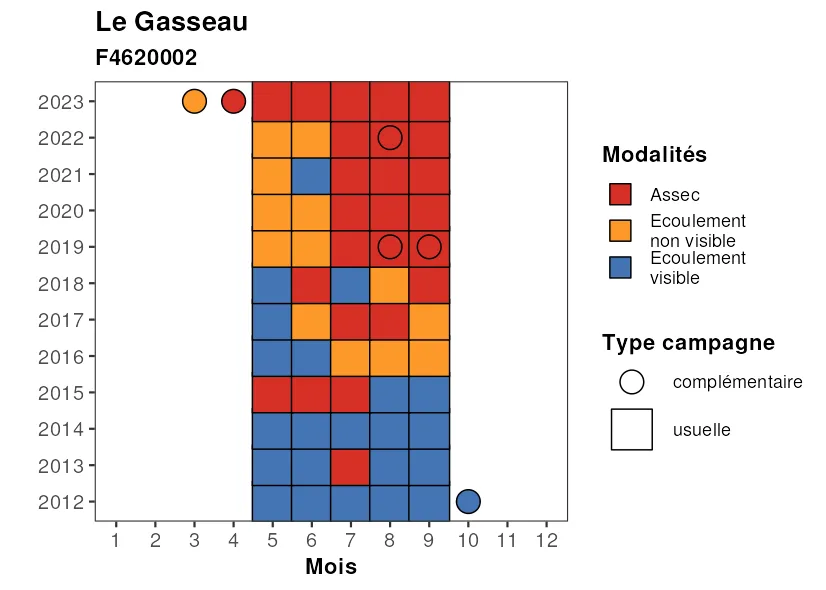 Le Gasseau
F4620002
2023
2022
2021
2020
2019
2018
2017
2016
2015
2014
2013
2012
1 2 3 4 5 6 7 8 9 10 11 12
Mois
Modalités
Assec
Ecoulement
non visible
Ecoulement
visible
Type campagne
complémentaire
usuelle